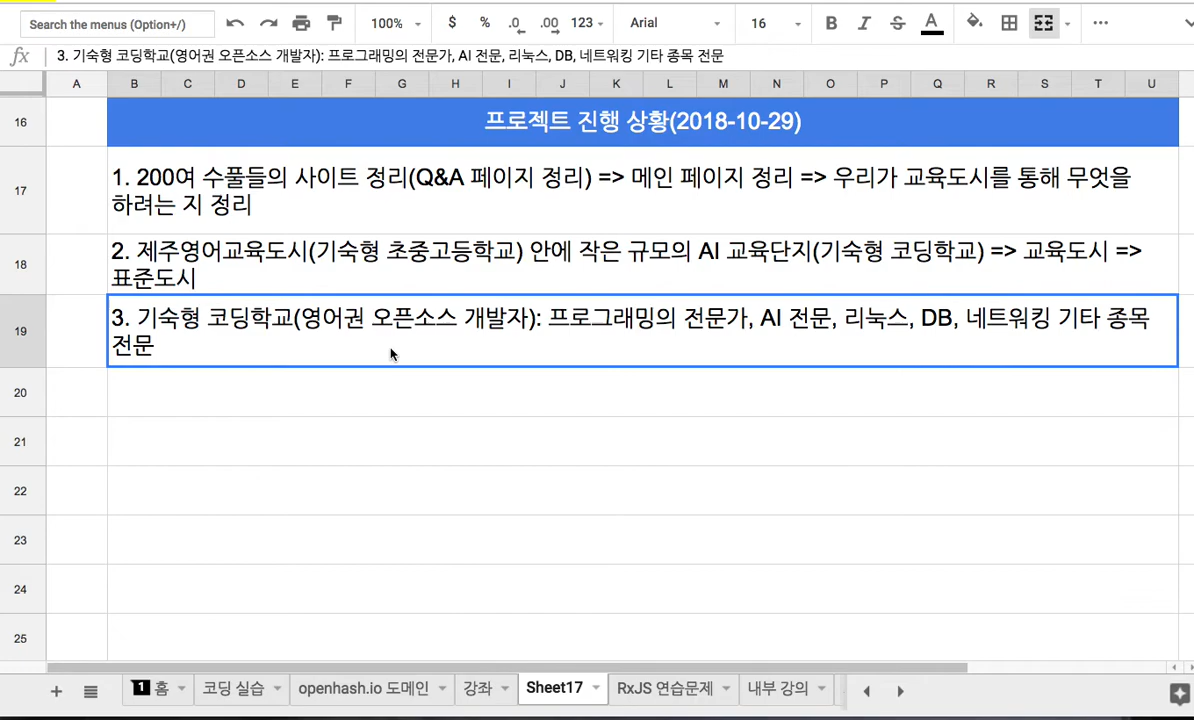 Search the menus (Option+/)
100%
$ % .0 .00 123
Arial
16
B I S A
fx
3. 기숙형 코딩학교(영어권 오픈소스 개발자): 프로그래밍의 전문가, AI 전문, 리눅스, DB, 네트워킹 기타 종목 전문
A B C D E F G H I J K L M N O P Q R S T U
16
프로젝트 진행 상황(2018-10-29)
17
1. 200여 수풀들의 사이트 정리(Q&A 페이지 정리) => 메인 페이지 정리 => 우리가 교육도시를 통해 무엇을
하려는 지 정리
18
2. 제주영어교육도시(기숙형 초중고등학교) 안에 작은 규모의 AI 교육단지(기숙형 코딩학교) => 교육도시 =>
표준도시
19
3. 기숙형 코딩학교(영어권 오픈소스 개발자): 프로그래밍의 전문가, AI 전문, 리눅스, DB, 네트워킹 기타 종목
전문
20
21
22
23
24
25
1 홈
코딩 실습
openhash.io 도메인
강좌
Sheet17
RxJS 연습문제
내부 강의